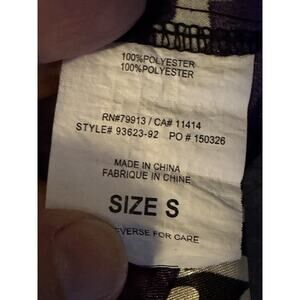 100%POLYESTER
100%POLYESTER
RN#79913 / CA# 11414
STYLE# 93623-92 PO # 150326
MADE IN CHINA
FABRIQUE IN CHINE
SIZE S
EVERSE FOR CARE